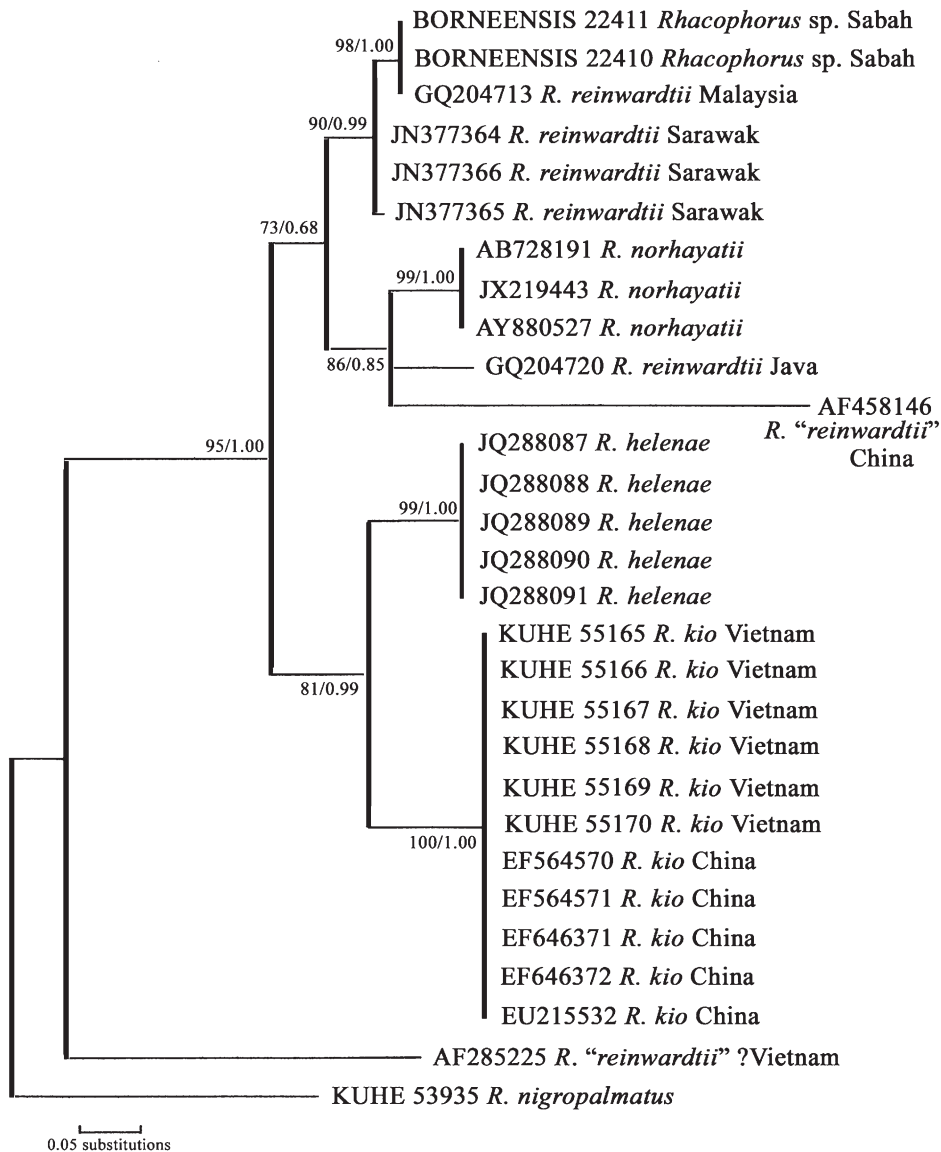 BORNEENSIS 22411 Rhacophorus sp. Sabah
98/1.00
BORNEENSIS 22410 Rhacophorus sp. Sabah
GQ204713 R. reinwardtii Malaysia
90/0.99
JN377364 R. reinwardtii Sarawak
JN377366 R. reinwardtii Sarawak
JN377365 R. reinwardtii Sarawak
73/0.68
AB728191 R. norhayatii
99/1.00
JX219443 R. norhayatii
AY880527 R. norhayatii
86/0.85
GQ204720 R. reinwardtii Java
AF458146
R. “reinwardtii”
China
95/1.00
JQ288087 R. helenae
JQ288088 R. helenae
99/1.00
JQ288089 R. helenae
JQ288090 R. helenae
JQ288091 R. helenae
KUHE 55165 R. kio Vietnam
KUHE 55166 R. kio Vietnam
81/0.99
KUHE 55167 R. kio Vietnam
KUHE 55168 R. kio Vietnam
KUHE 55169 R. kio Vietnam
KUHE 55170 R. kio Vietnam
100/1.00
EF564570 R. kio China
EF564571 R. kio China
EF646371 R. kio China
EF646372 R. kio China
EU215532 R. kio China
AF285225 R. “reinwardtii” ?Vietnam
KUHE 53935 R. nigropalmatus
0.05 substitutions